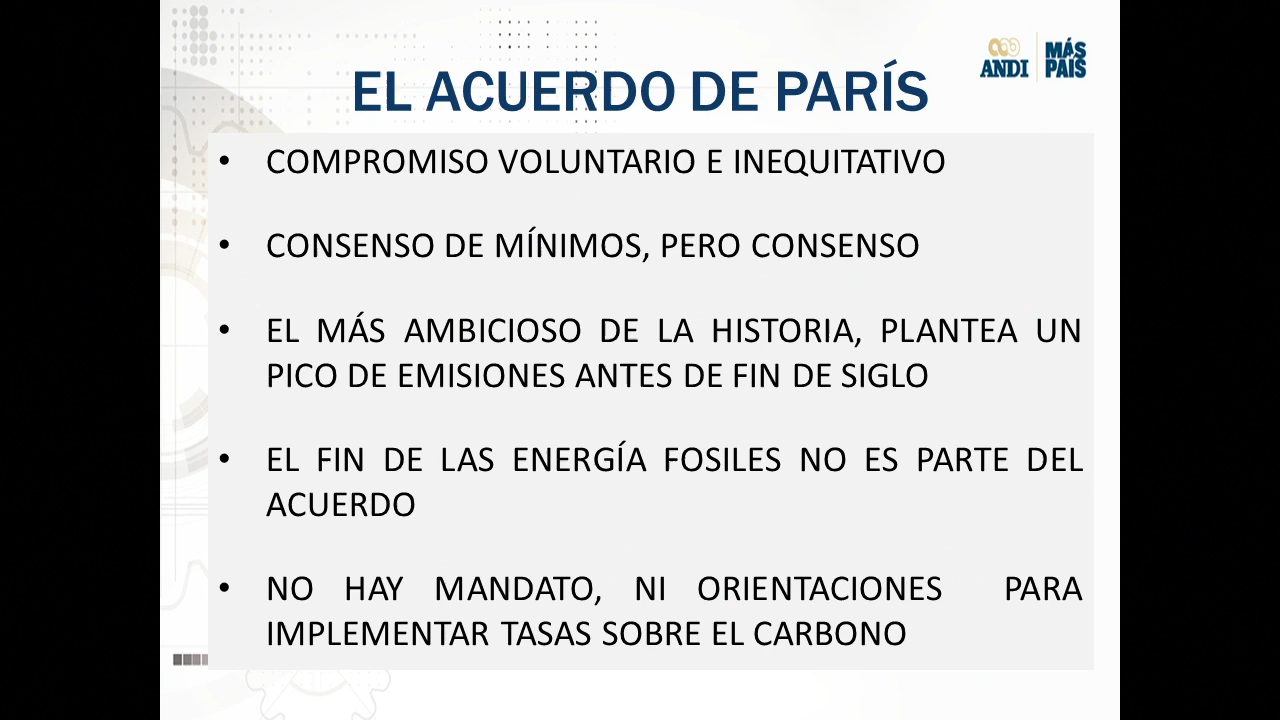 ANDI
MÁS
PAÍS
EL ACUERDO DE PARÍS
• COMPROMISO VOLUNTARIO E INEQUITATIVO
• CONSENSO DE MÍNIMOS, PERO CONSENSO
• EL MÁS AMBICIOSO DE LA HISTORIA, PLANTEA UN
PICO DE EMISIONES ANTES DE FIN DE SIGLO
• EL FIN DE LAS ENERGÍA FOSILES NO ES PARTE DEL
ACUERDO
• NO HAY MANDATO, NI ORIENTACIONES PARA
IMPLEMENTAR TASAS SOBRE EL CARBONO